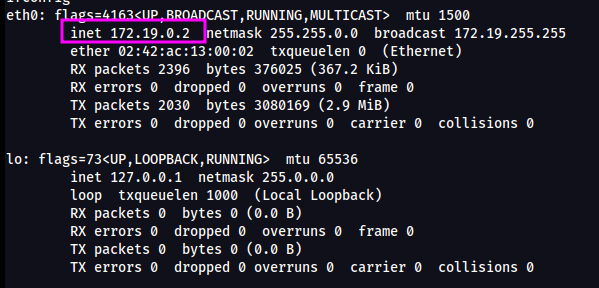 eth0: flags=4163<UP,BROADCAST,RUNNING,MULTICAST>  mtu 1500
inet 172.19.0.2  netmask 255.255.0.0  broadcast 172.19.255.255
ether 02:42:ac:13:00:02  txqueuelen 0  (Ethernet)
RX packets 2396  bytes 376025 (367.2 KiB)
RX errors 0  dropped 0  overruns 0  frame 0
TX packets 2030  bytes 3080169 (2.9 MiB)
TX errors 0  dropped 0 overruns 0  carrier 0  collisions 0
lo: flags=73<UP,LOOPBACK,RUNNING>  mtu 65536
inet 127.0.0.1  netmask 255.0.0.0
loop  txqueuelen 1000  (Local Loopback)
RX packets 0  bytes 0 (0.0 B)
RX errors 0  dropped 0  overruns 0  frame 0
TX packets 0  bytes 0 (0.0 B)
TX errors 0  dropped 0 overruns 0  carrier 0  collisions 0